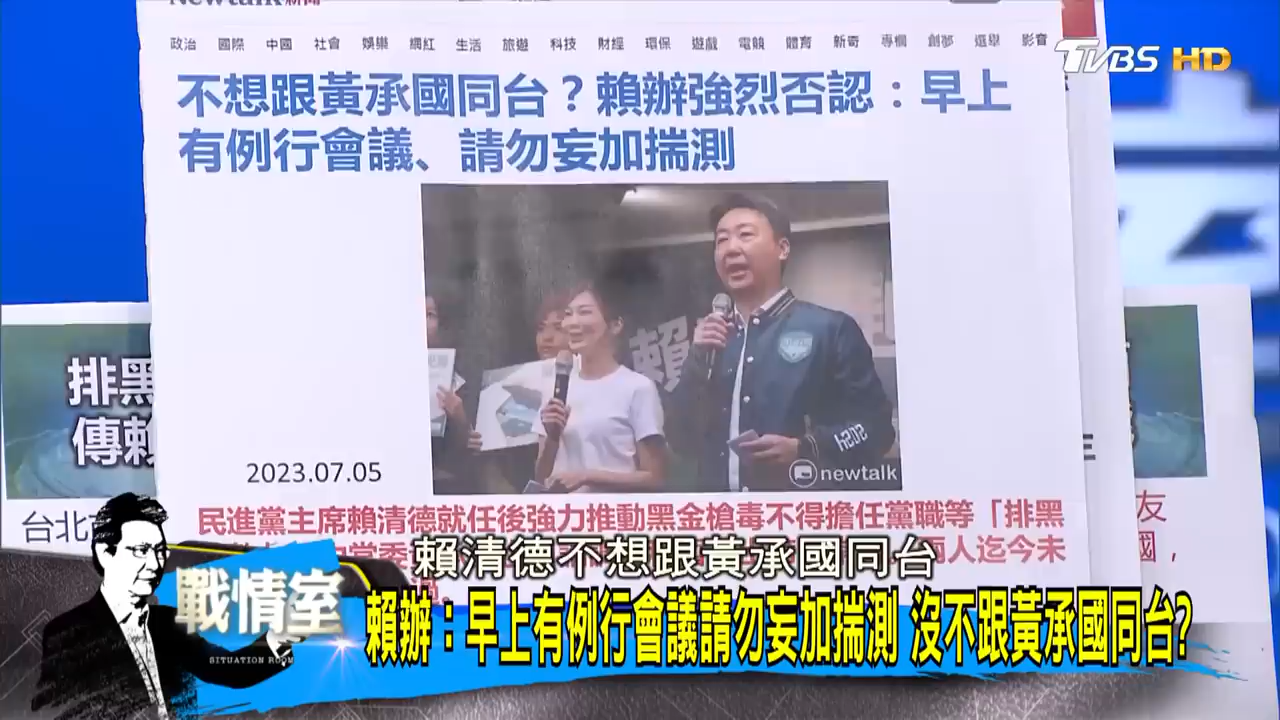 Newtalk新聞
政治 國際 中國 社會 娛樂 網紅 生活 旅遊 科技 財經 環保 遊戲 電競 體育 新奇 專欄 創夢 選舉 影音
TVBS HD
不想跟黃承國同台？賴辦強烈否認：早上
有例行會議、請勿妄加揣測
賴
newtalk
2023.07.05
排黑
傳賴
台北市
友
國，
民進黨主席賴清德就任後強力推動黑金槍毒不得擔任黨職等「排黑
兩人迄今未
賴清德不想跟黃承國同台
賴辦：早上有例行會議請勿妄加揣測 沒不跟黃承國同台?
戰情室
SITUATION ROOM